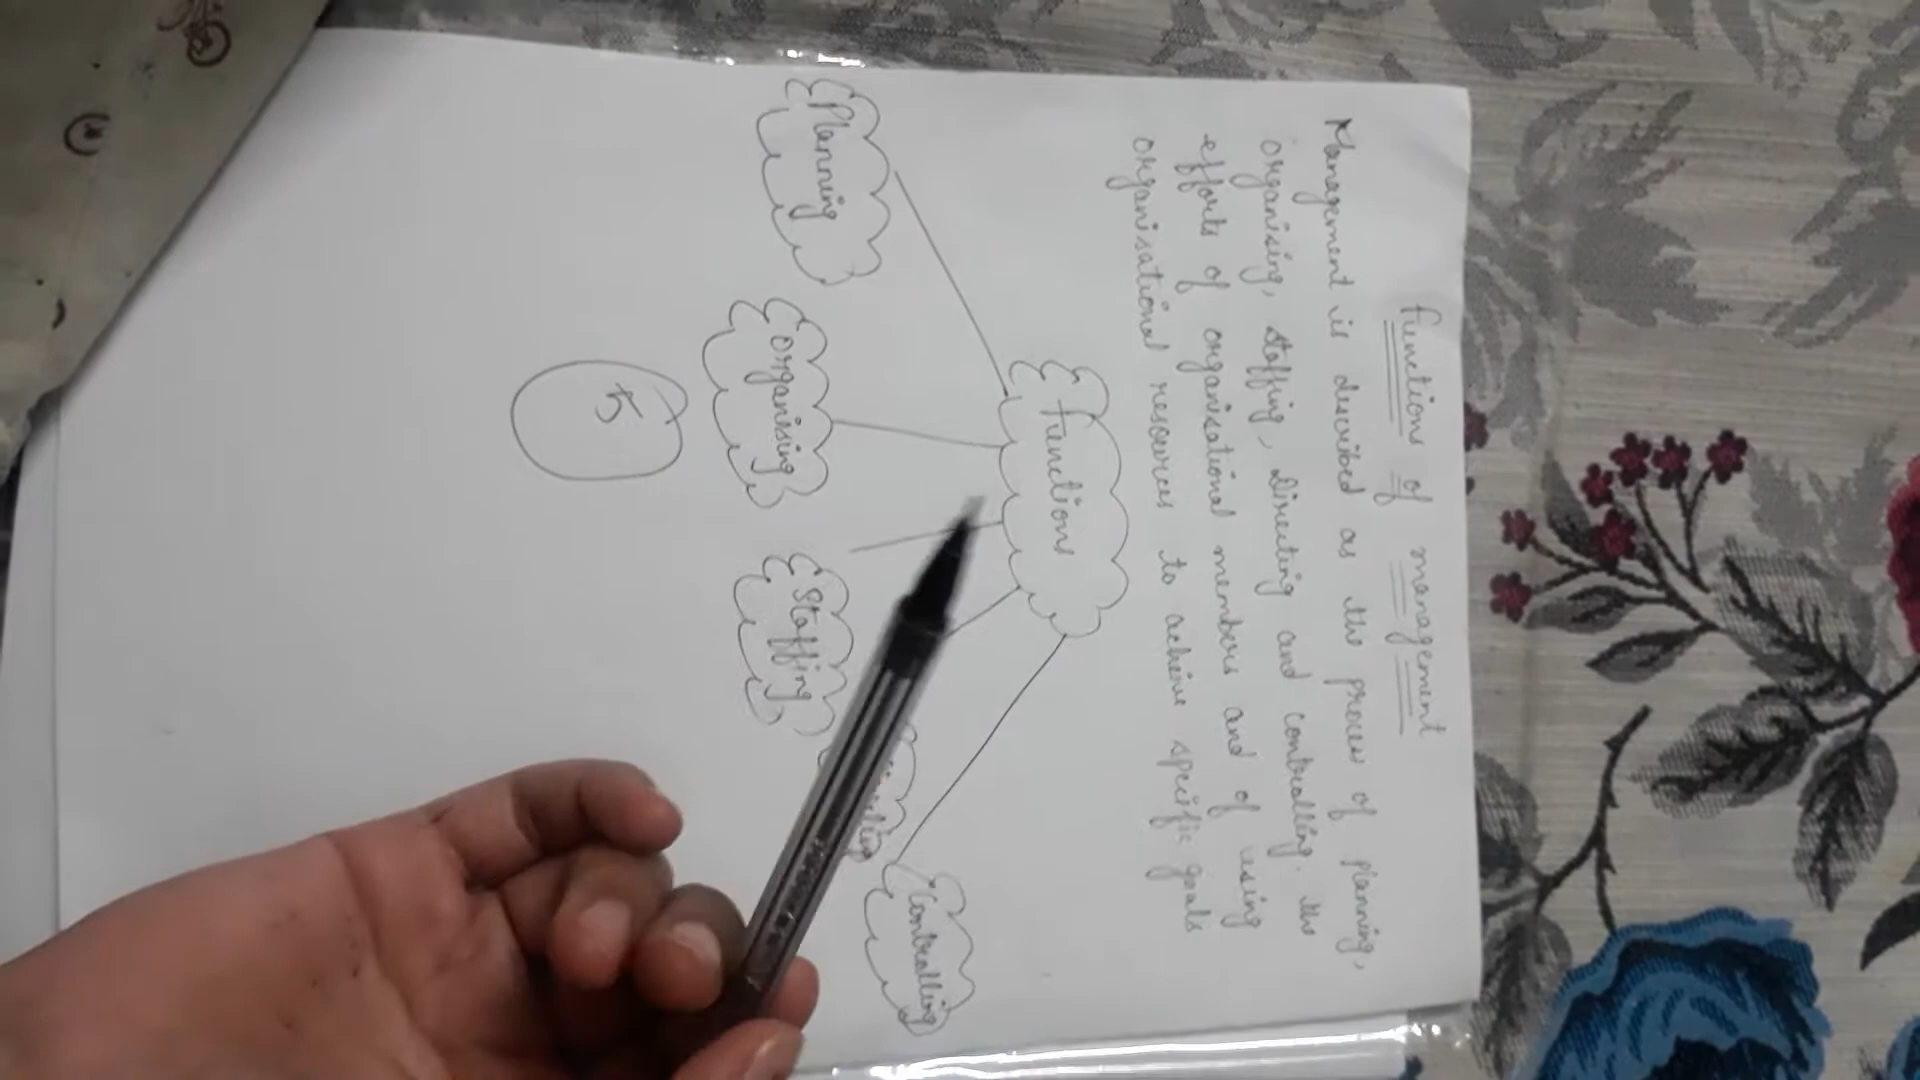 Functions of management
Management is described as the process of planning,
organising, staffing, Directing and controlling. the
efforts of organisational members and of using
organisational resources to acheive specific goals
Functions
Planning
Organising
Staffing
Controlling
5